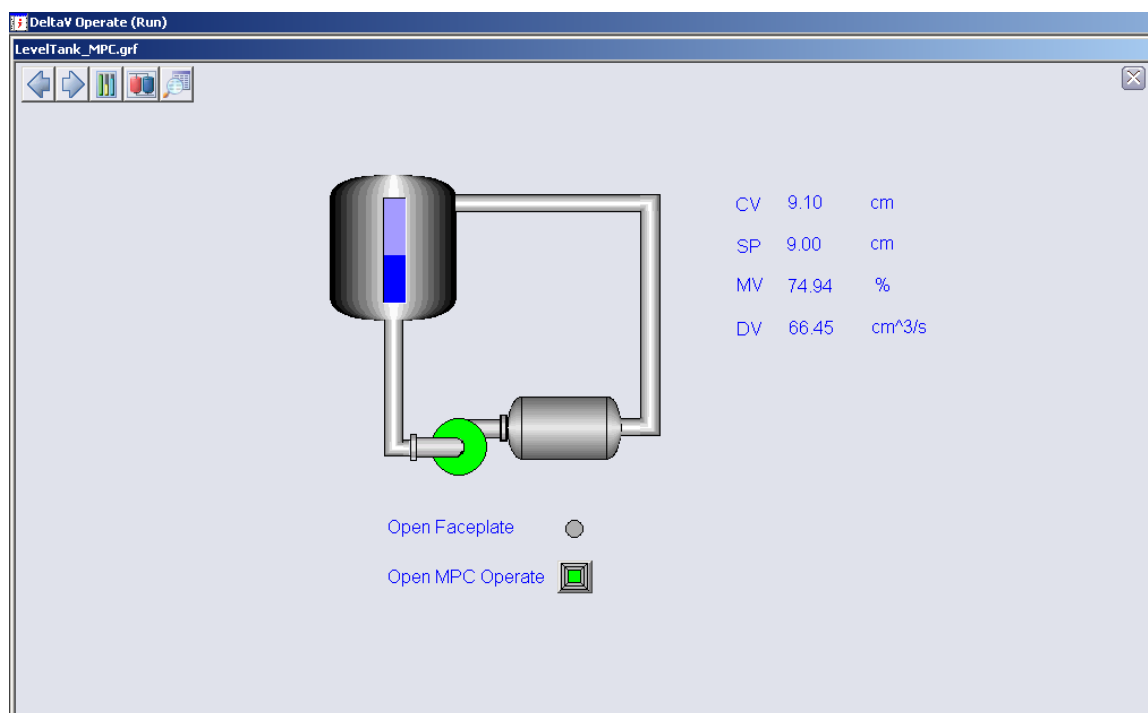 DeltaV Operate (Run)
LevelTank_MPC.grf
CV 9.10 cm
SP 9.00 cm
MV 74.94 %
DV 66.45 cm^3/s
Open Faceplate
Open MPC Operate